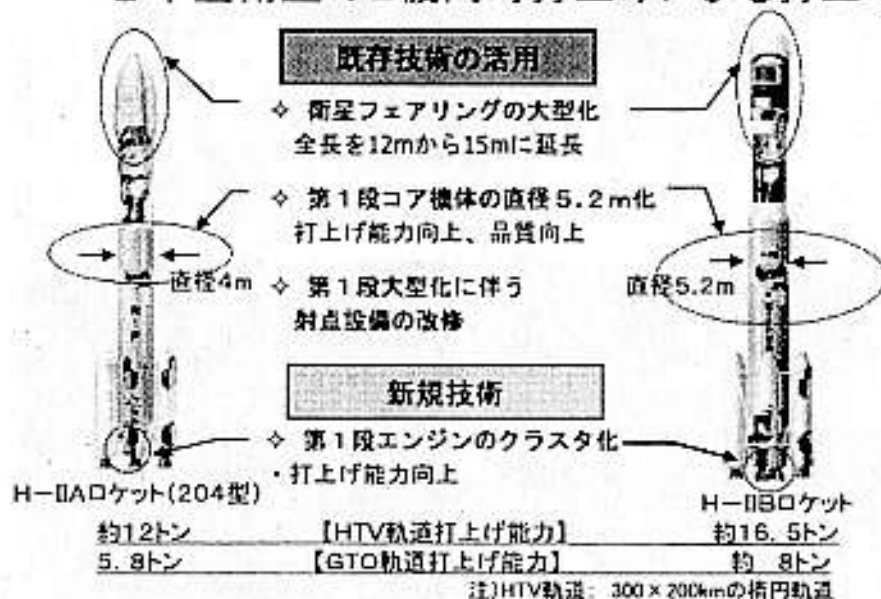 既存技術の活用
✧ 衛星フェアリングの大型化
全長を12mから15mに延長
✧ 第1段コア機体の直径5.2m化
打上げ能力向上、品質向上
直径4m
✧ 第1段大型化に伴う
射点設備の改修
直径5.2m
新規技術
✧ 第1段エンジンのクラスタ化
・打上げ能力向上
H-IIAロケット(204型)
H-IIBロケット
約12トン 【HTV軌道打上げ能力】 約16.5トン
5.8トン 【GTO軌道打上げ能力】 約 8トン
注)HTV軌道: 300×200kmの楕円軌道